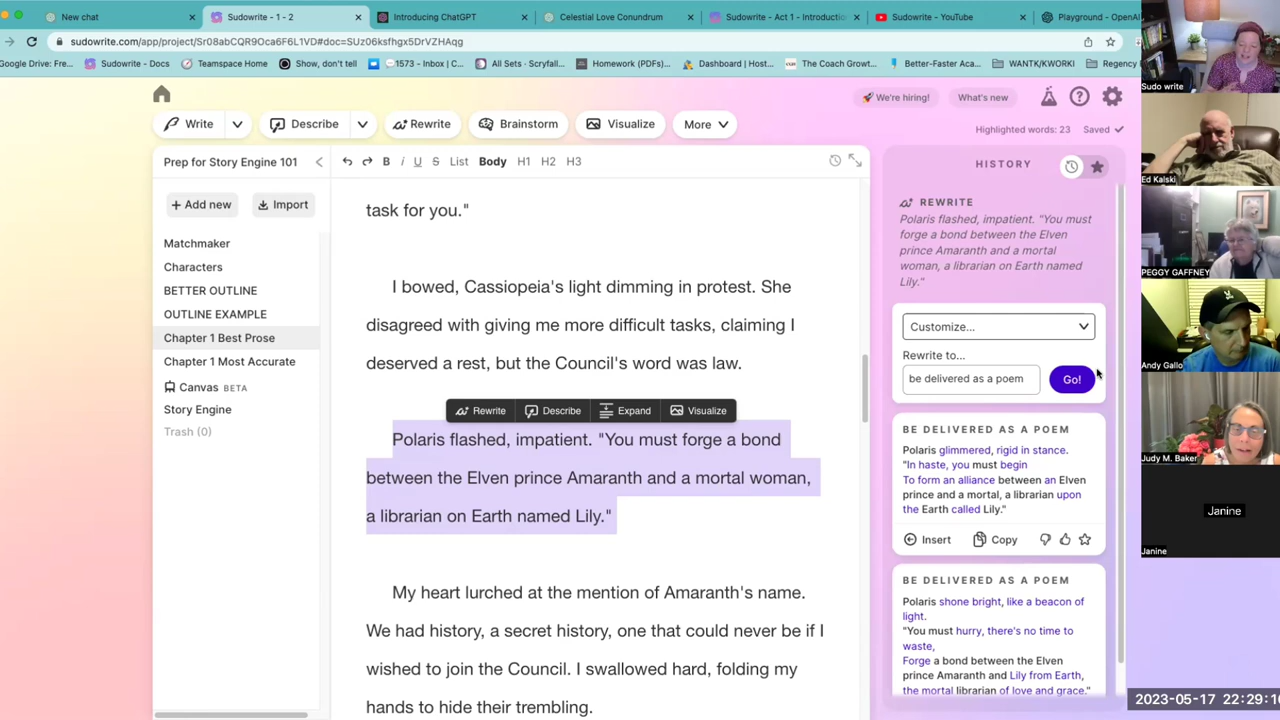 New chat
Sudowrite - 1 - 2
Introducing ChatGPT
Celestial Love Conundrum
Sudowrite - Act 1 - Introductio
Sudowrite - YouTube
Playground - OpenAI
sudowrite.com/app/project/Sr08abCQR9Oca6F6L1VD#doc=SUz06ksfhgx5DrVZHAqg
Google Drive: Fre...
Sudowrite - Docs
Teamspace Home
Show, don't tell
1573 - Inbox | C...
All Sets · Scryfall...
Homework (PDFs)...
Dashboard | Host...
The Coach Growt...
Better-Faster Aca...
WANTK/KWORKI
Regency
We're hiring!
What's new
Write
Describe
Rewrite
Brainstorm
Visualize
More
Highlighted words: 23
Saved
Prep for Story Engine 101
+ Add new
Import
Matchmaker
Characters
BETTER OUTLINE
OUTLINE EXAMPLE
Chapter 1 Best Prose
Chapter 1 Most Accurate
Canvas BETA
Story Engine
Trash (0)
B i U S List Body H1 H2 H3
task for you."
I bowed, Cassiopeia's light dimming in protest. She
disagreed with giving me more difficult tasks, claiming I
deserved a rest, but the Council's word was law.
Rewrite Describe Expand Visualize
Polaris flashed, impatient. "You must forge a bond
between the Elven prince Amaranth and a mortal woman,
a librarian on Earth named Lily."
My heart lurched at the mention of Amaranth's name.
We had history, a secret history, one that could never be if I
wished to join the Council. I swallowed hard, folding my
hands to hide their trembling.
HISTORY
REWRITE
Polaris flashed, impatient. "You must
forge a bond between the Elven
prince Amaranth and a mortal
woman, a librarian on Earth named
Lily."
Customize...
Rewrite to...
be delivered as a poem
Go!
BE DELIVERED AS A POEM
Polaris glimmered, rigid in stance.
"In haste, you must begin
To form an alliance between an Elven
prince and a mortal, a librarian upon
the Earth called Lily."
Insert
Copy
BE DELIVERED AS A POEM
Polaris shone bright, like a beacon of
light.
"You must hurry, there's no time to
waste,
Forge a bond between the Elven
prince Amaranth and Lily from Earth,
the mortal librarian of love and grace."
Sudo write
Ed Kalski
PEGGY GAFFNEY
Andy Gallo
Judy M. Baker
Janine
Janine
2023-05-17 22:29:1